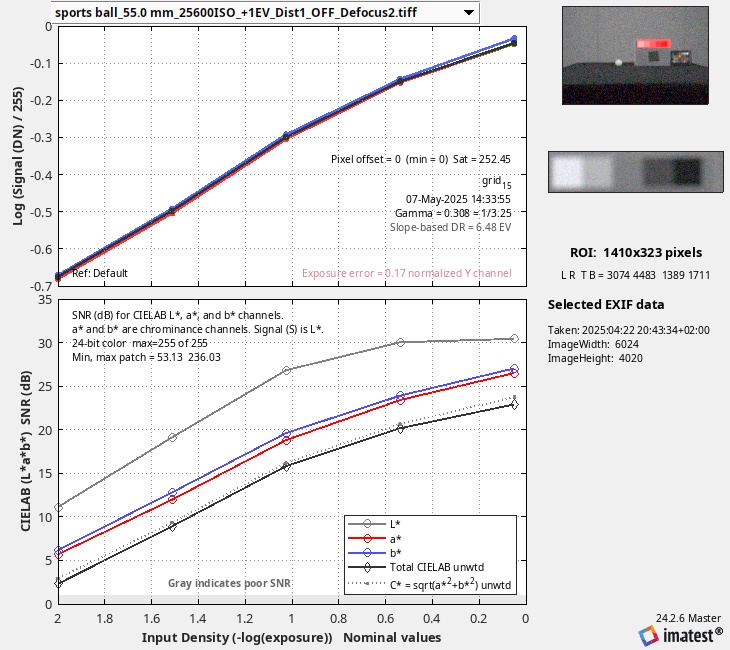 sports ball_55.0 mm_25600ISO_+1EV_Dist1_OFF_Defocus2.tiff
0
-0.1
-0.2
-0.3
-0.4
-0.5
-0.6
-0.7
Log (Signal (DN) / 255)
Pixel offset = 0 (min = 0) Sat = 252.45
grid15
07-May-2025 14:33:55
Gamma = 0.308 = 1/3.25
Slope-based DR = 6.48 EV
Ref: Default
Exposure error = 0.17 normalized Y channel
35
30
25
20
15
10
5
0
CIELAB (L*a*b*) SNR (dB)
SNR (dB) for CIELAB L*, a*, and b* channels.
a* and b* are chrominance channels. Signal (S) is L*.
24-bit color max=255 of 255
Min, max patch = 53.13 236.03
L*
a*
b*
Total CIELAB unwtd
C* = sqrt(a*2+b*2) unwtd
Gray indicates poor SNR
2
1.8
1.6
1.4
1.2
1
0.8
0.6
0.4
0.2
0
Input Density (-log(exposure)) Nominal values
ROI: 1410x323 pixels
L R T B = 3074 4483 1389 1711
Selected EXIF data
Taken: 2025:04:22 20:43:34+02:00
ImageWidth: 6024
ImageHeight: 4020
24.2.6 Master
imatest®